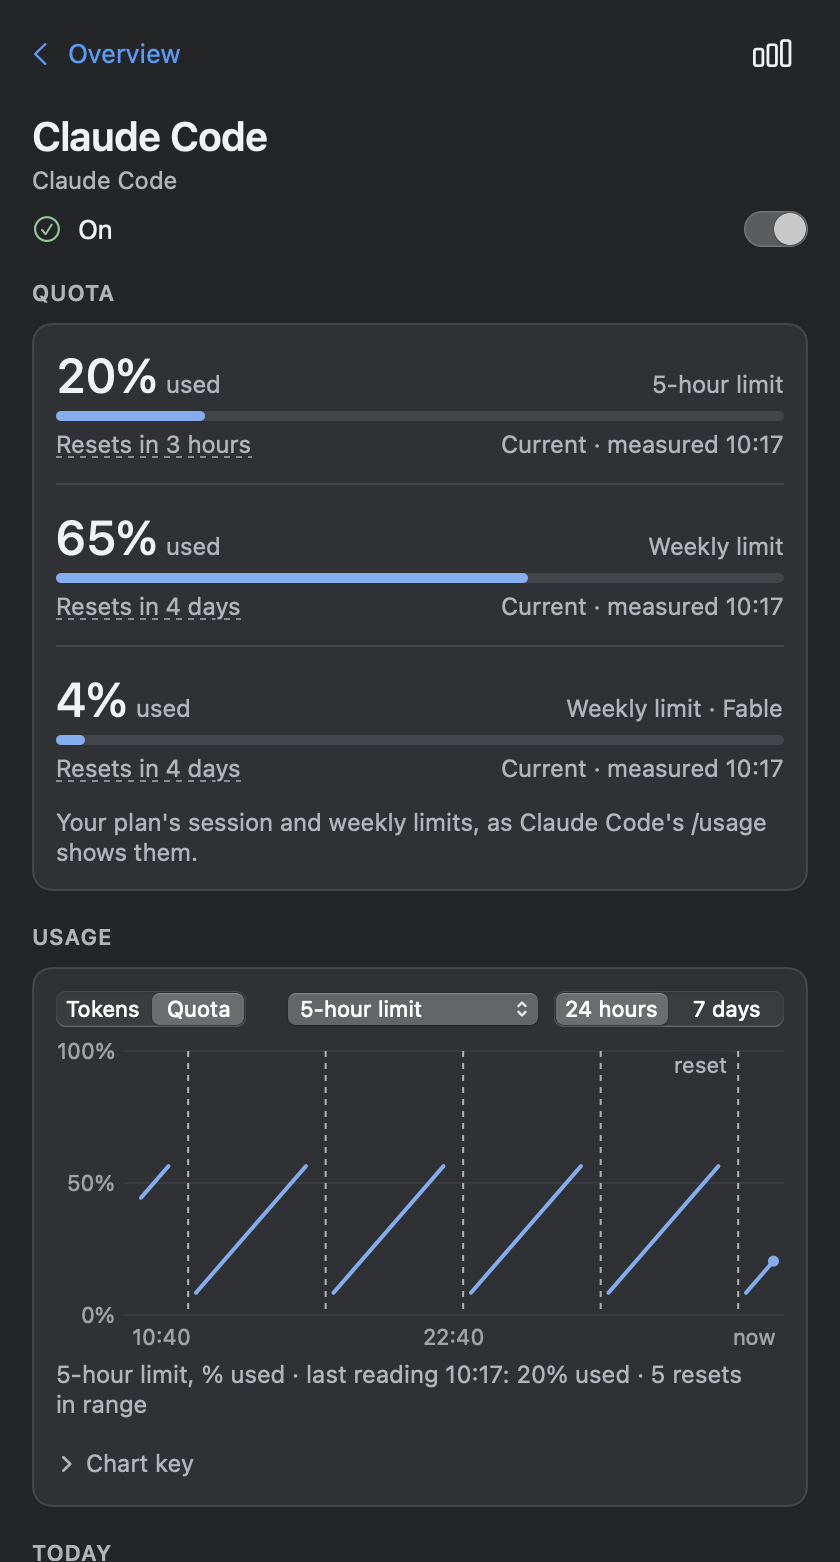 Overview
Claude Code
Claude Code
On
QUOTA
20% used
5-hour limit
Resets in 3 hours
Current · measured 10:17
65% used
Weekly limit
Resets in 4 days
Current · measured 10:17
4% used
Weekly limit · Fable
Resets in 4 days
Current · measured 10:17
Your plan's session and weekly limits, as Claude Code's /usage
shows them.
USAGE
Tokens
Quota
5-hour limit
24 hours
7 days
100%
reset
50%
0%
10:40
22:40
now
5-hour limit, % used · last reading 10:17: 20% used · 5 resets
in range
Chart key
TODAY